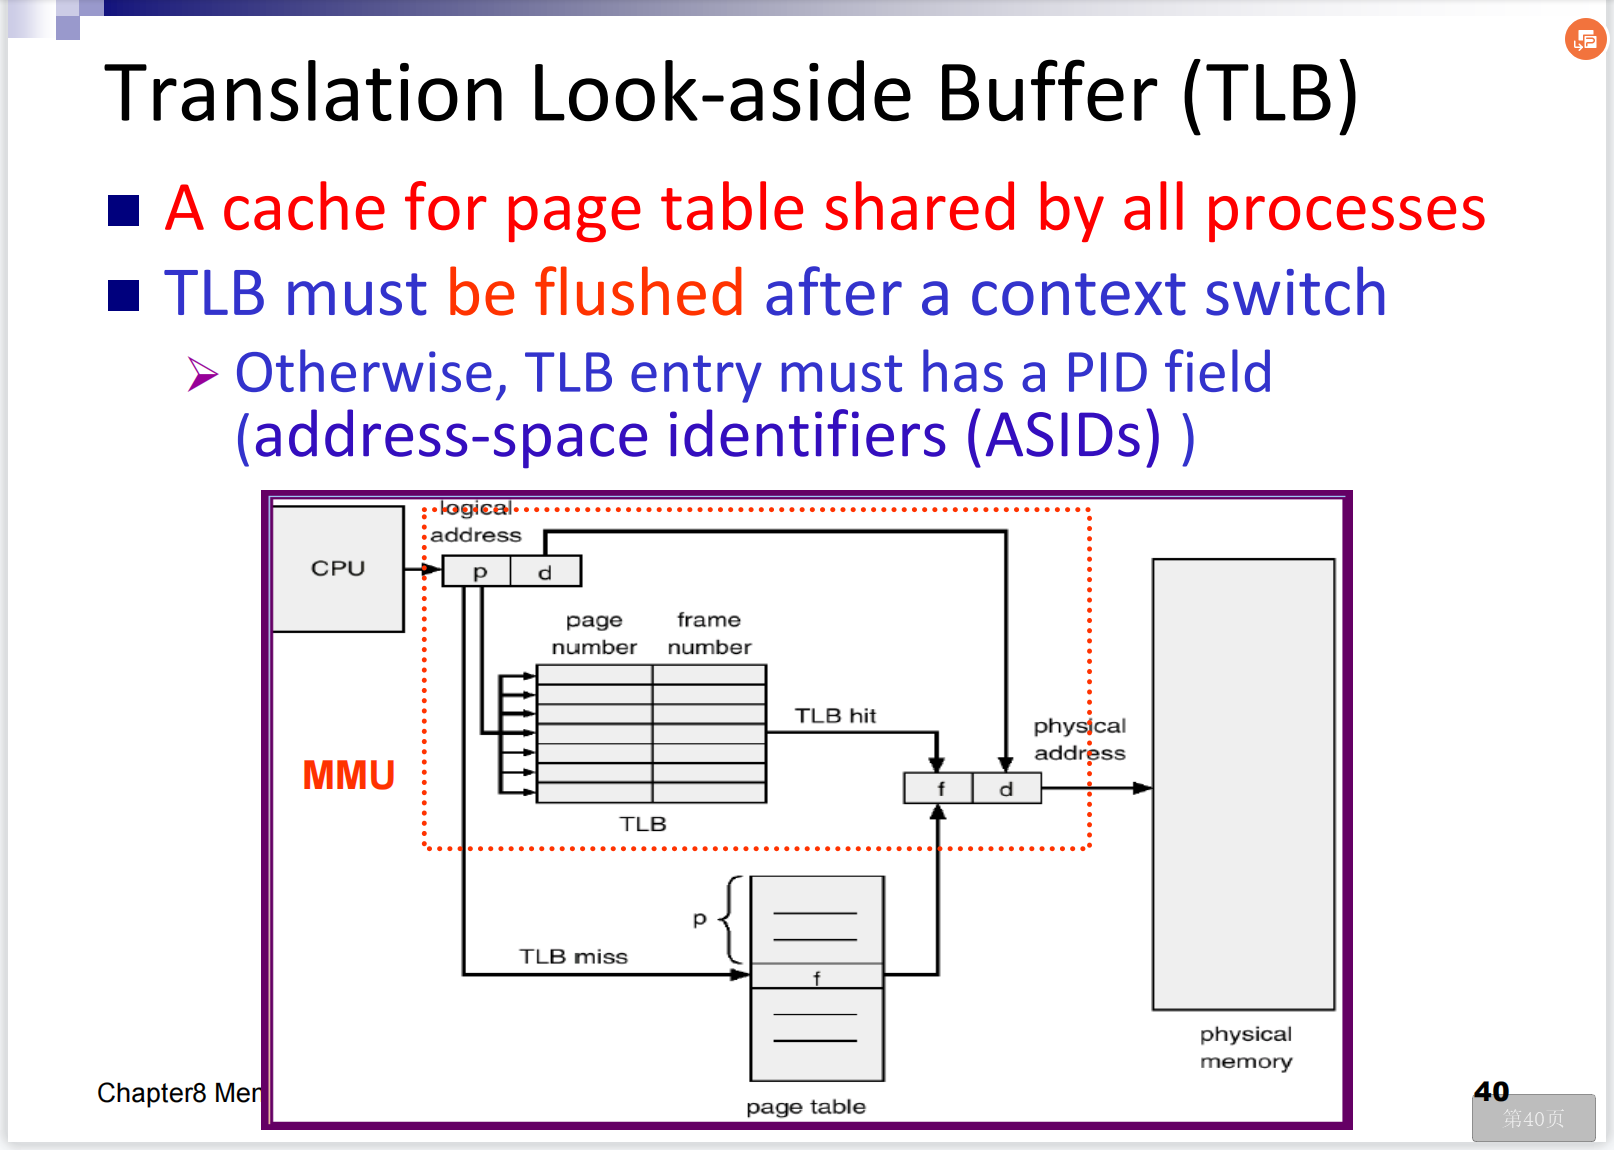 Translation Look-aside Buffer (TLB)
A cache for page table shared by all processes
TLB must be flushed after a context switch
Otherwise, TLB entry must has a PID field
(address-space identifiers (ASIDs) )
logical
address
CPU
p d
page frame
number number
TLB hit
physical
address
MMU
f d
TLB
p
TLB miss
f
physical
memory
page table
Chapter8 Mem
40
第40页